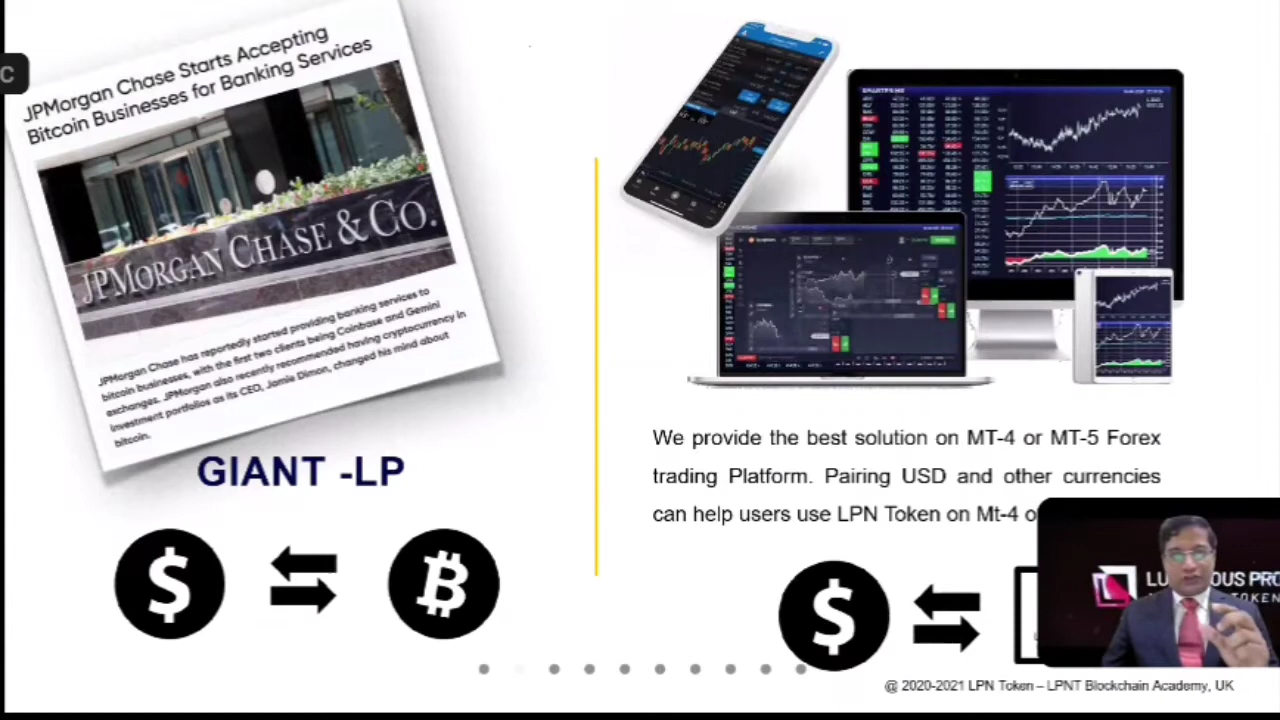 C
JPMorgan Chase Starts Accepting
Bitcoin Businesses for Banking Services
JPMORGAN CHASE & CO.
JPMorgan Chase has reportedly started providing banking services to
bitcoin businesses, with the first two clients being Coinbase and Gemini
exchanges. JPMorgan also recently recommended having cryptocurrency in
investment portfolios as its CEO, Jamie Dimon, changed his mind about
bitcoin.
GIANT -LP
We provide the best solution on MT-4 or MT-5 Forex
trading Platform. Pairing USD and other currencies
can help users use LPN Token on Mt-4 o
TOKEN
@ 2020-2021 LPN Token – LPNT Blockchain Academy, UK